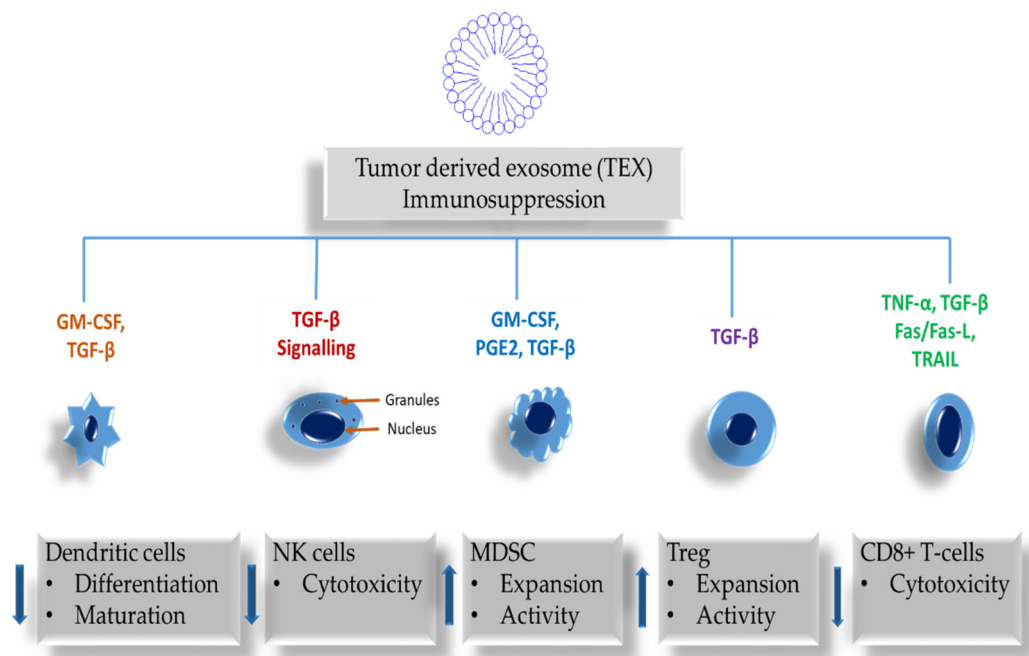 Tumor derived exosome (TEX)
Immunosuppression
GM-CSF,
TGF-β
TGF-β
Signalling
GM-CSF,
PGE2, TGF-β
TGF-β
TNF-α, TGF-β
Fas/Fas-L,
TRAIL
Granules
Nucleus
Dendritic cells
• Differentiation
• Maturation
NK cells
• Cytotoxicity
MDSC
• Expansion
• Activity
Treg
• Expansion
• Activity
CD8+ T-cells
• Cytotoxicity